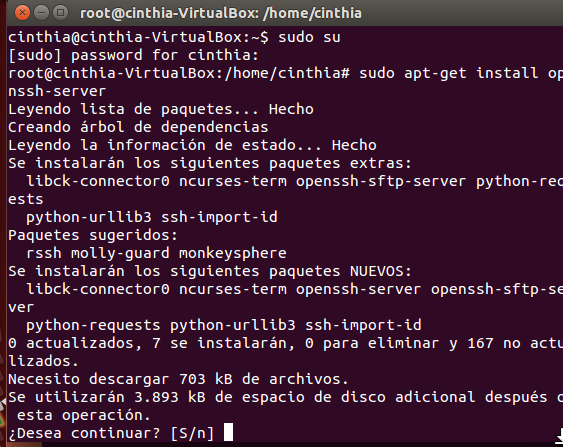 root@cinthia-VirtualBox: /home/cinthia
cinthia@cinthia-VirtualBox:~$ sudo su
[sudo] password for cinthia:
root@cinthia-VirtualBox:/home/cinthia# sudo apt-get install op
nssh-server
Leyendo lista de paquetes... Hecho
Creando árbol de dependencias
Leyendo la información de estado... Hecho
Se instalarán los siguientes paquetes extras:
  libck-connector0 ncurses-term openssh-sftp-server python-req
ests
  python-urllib3 ssh-import-id
Paquetes sugeridos:
  rssh molly-guard monkeysphere
Se instalarán los siguientes paquetes NUEVOS:
  libck-connector0 ncurses-term openssh-server openssh-sftp-se
ver
  python-requests python-urllib3 ssh-import-id
0 actualizados, 7 se instalarán, 0 para eliminar y 167 no actu
lizados.
Necesito descargar 703 kB de archivos.
Se utilizarán 3.893 kB de espacio de disco adicional después d
 esta operación.
¿Desea continuar? [S/n]